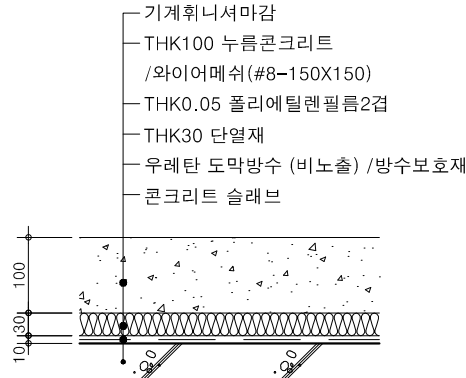 기계휘니셔마감
THK100 누름콘크리트
/와이어메쉬(#8-150X150)
THK0.05 폴리에틸렌필름2겹
THK30 단열재
우레탄 도막방수 (비노출) /방수보호재
콘크리트 슬래브
100
30
10